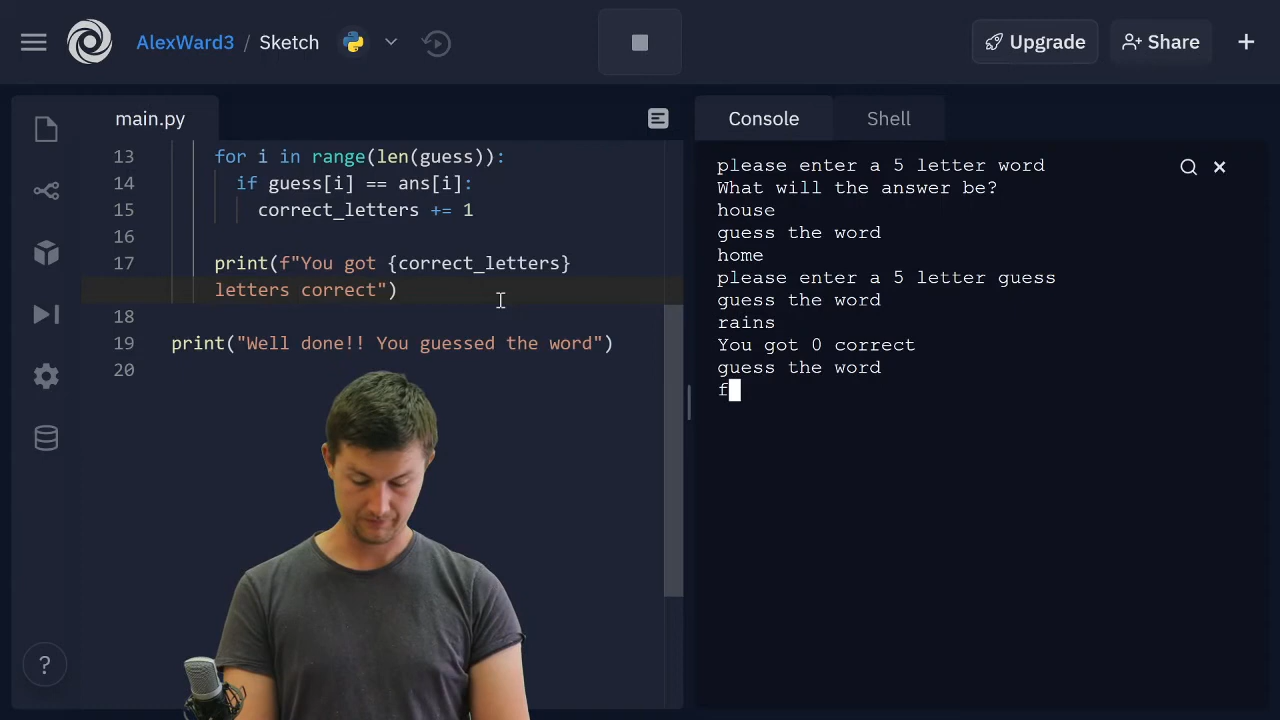 AlexWard3 / Sketch
Upgrade
Share
main.py
13 for i in range(len(guess)):
14 if guess[i] == ans[i]:
15 correct_letters += 1
16
17 print(f"You got {correct_letters}
letters correct")
18
19 print("Well done!! You guessed the word")
20
?
Console
Shell
please enter a 5 letter word
What will the answer be?
house
guess the word
home
please enter a 5 letter guess
guess the word
rains
You got 0 correct
guess the word
f